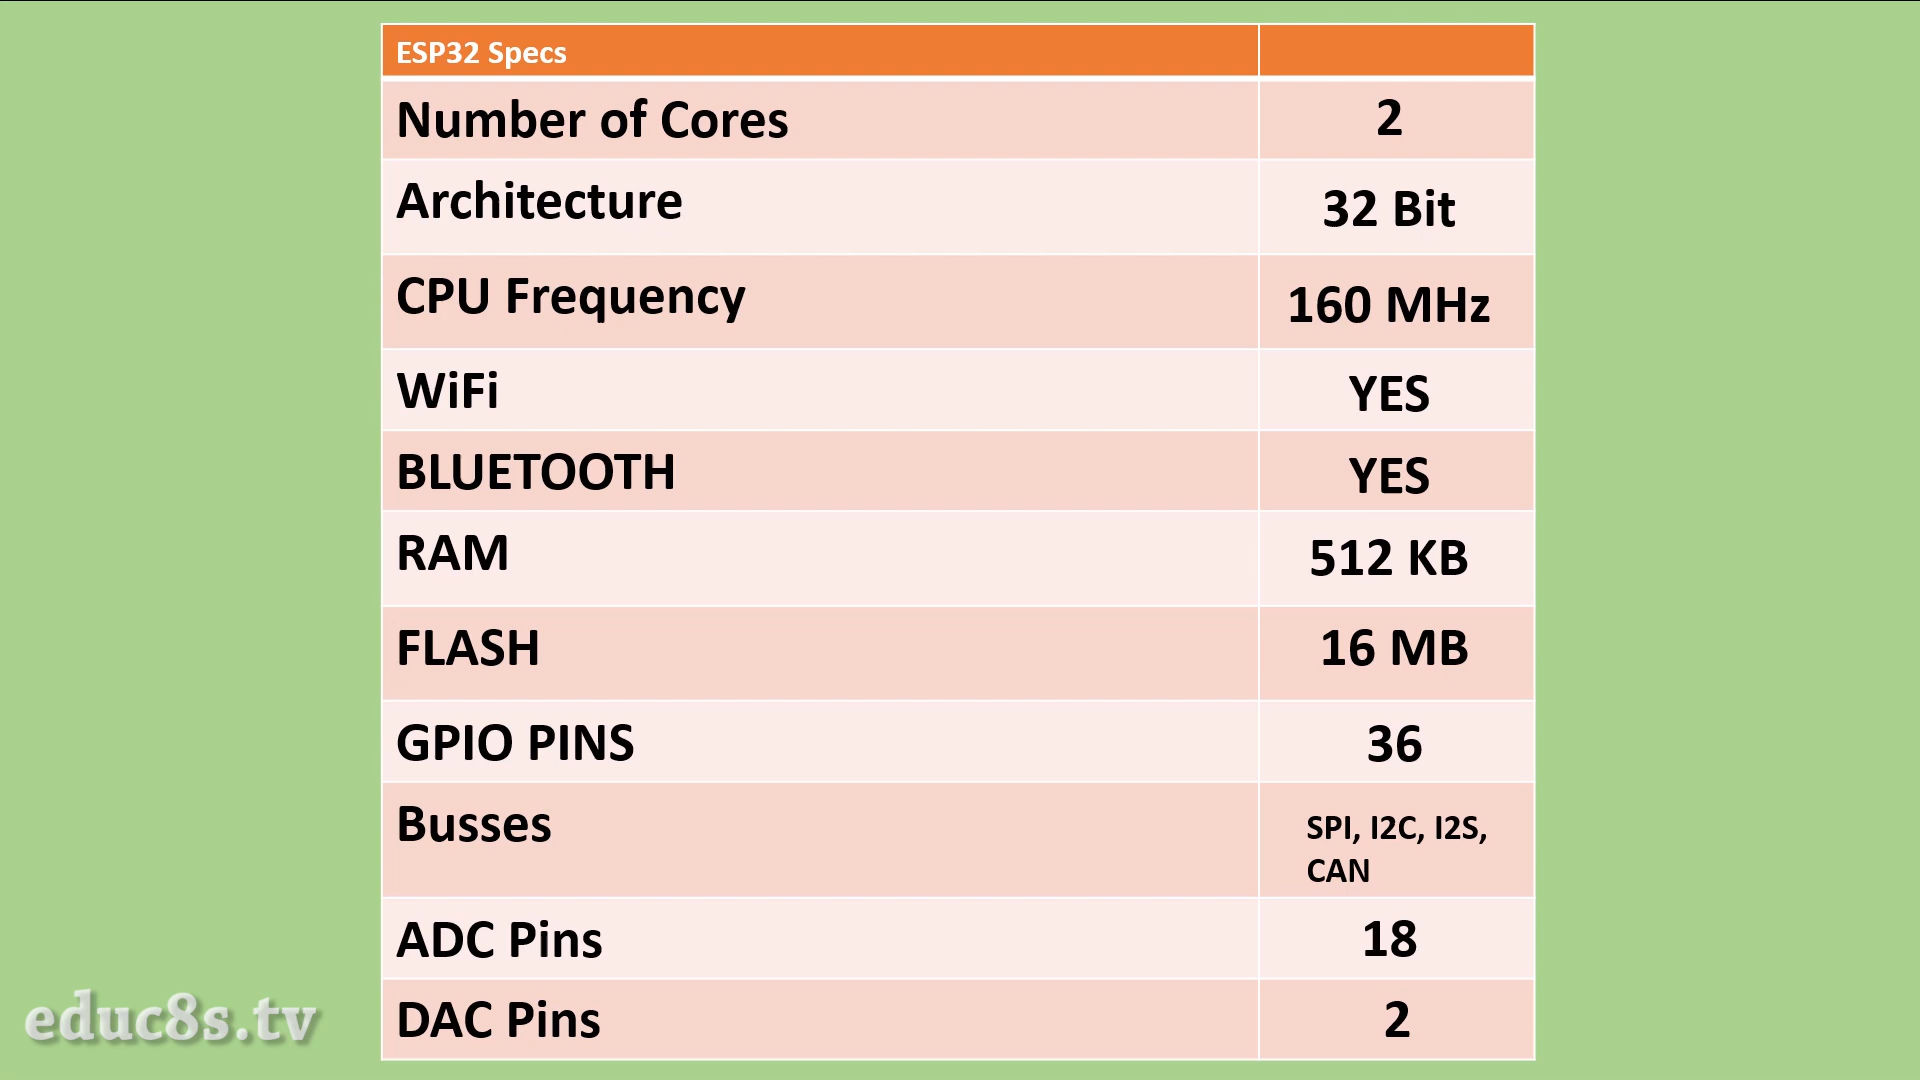 ESP32 Specs
Number of Cores 2
Architecture 32 Bit
CPU Frequency 160 MHz
WiFi YES
BLUETOOTH YES
RAM 512 KB
FLASH 16 MB
GPIO PINS 36
Busses SPI, I2C, I2S,
CAN
ADC Pins 18
DAC Pins 2
educ8s.tv